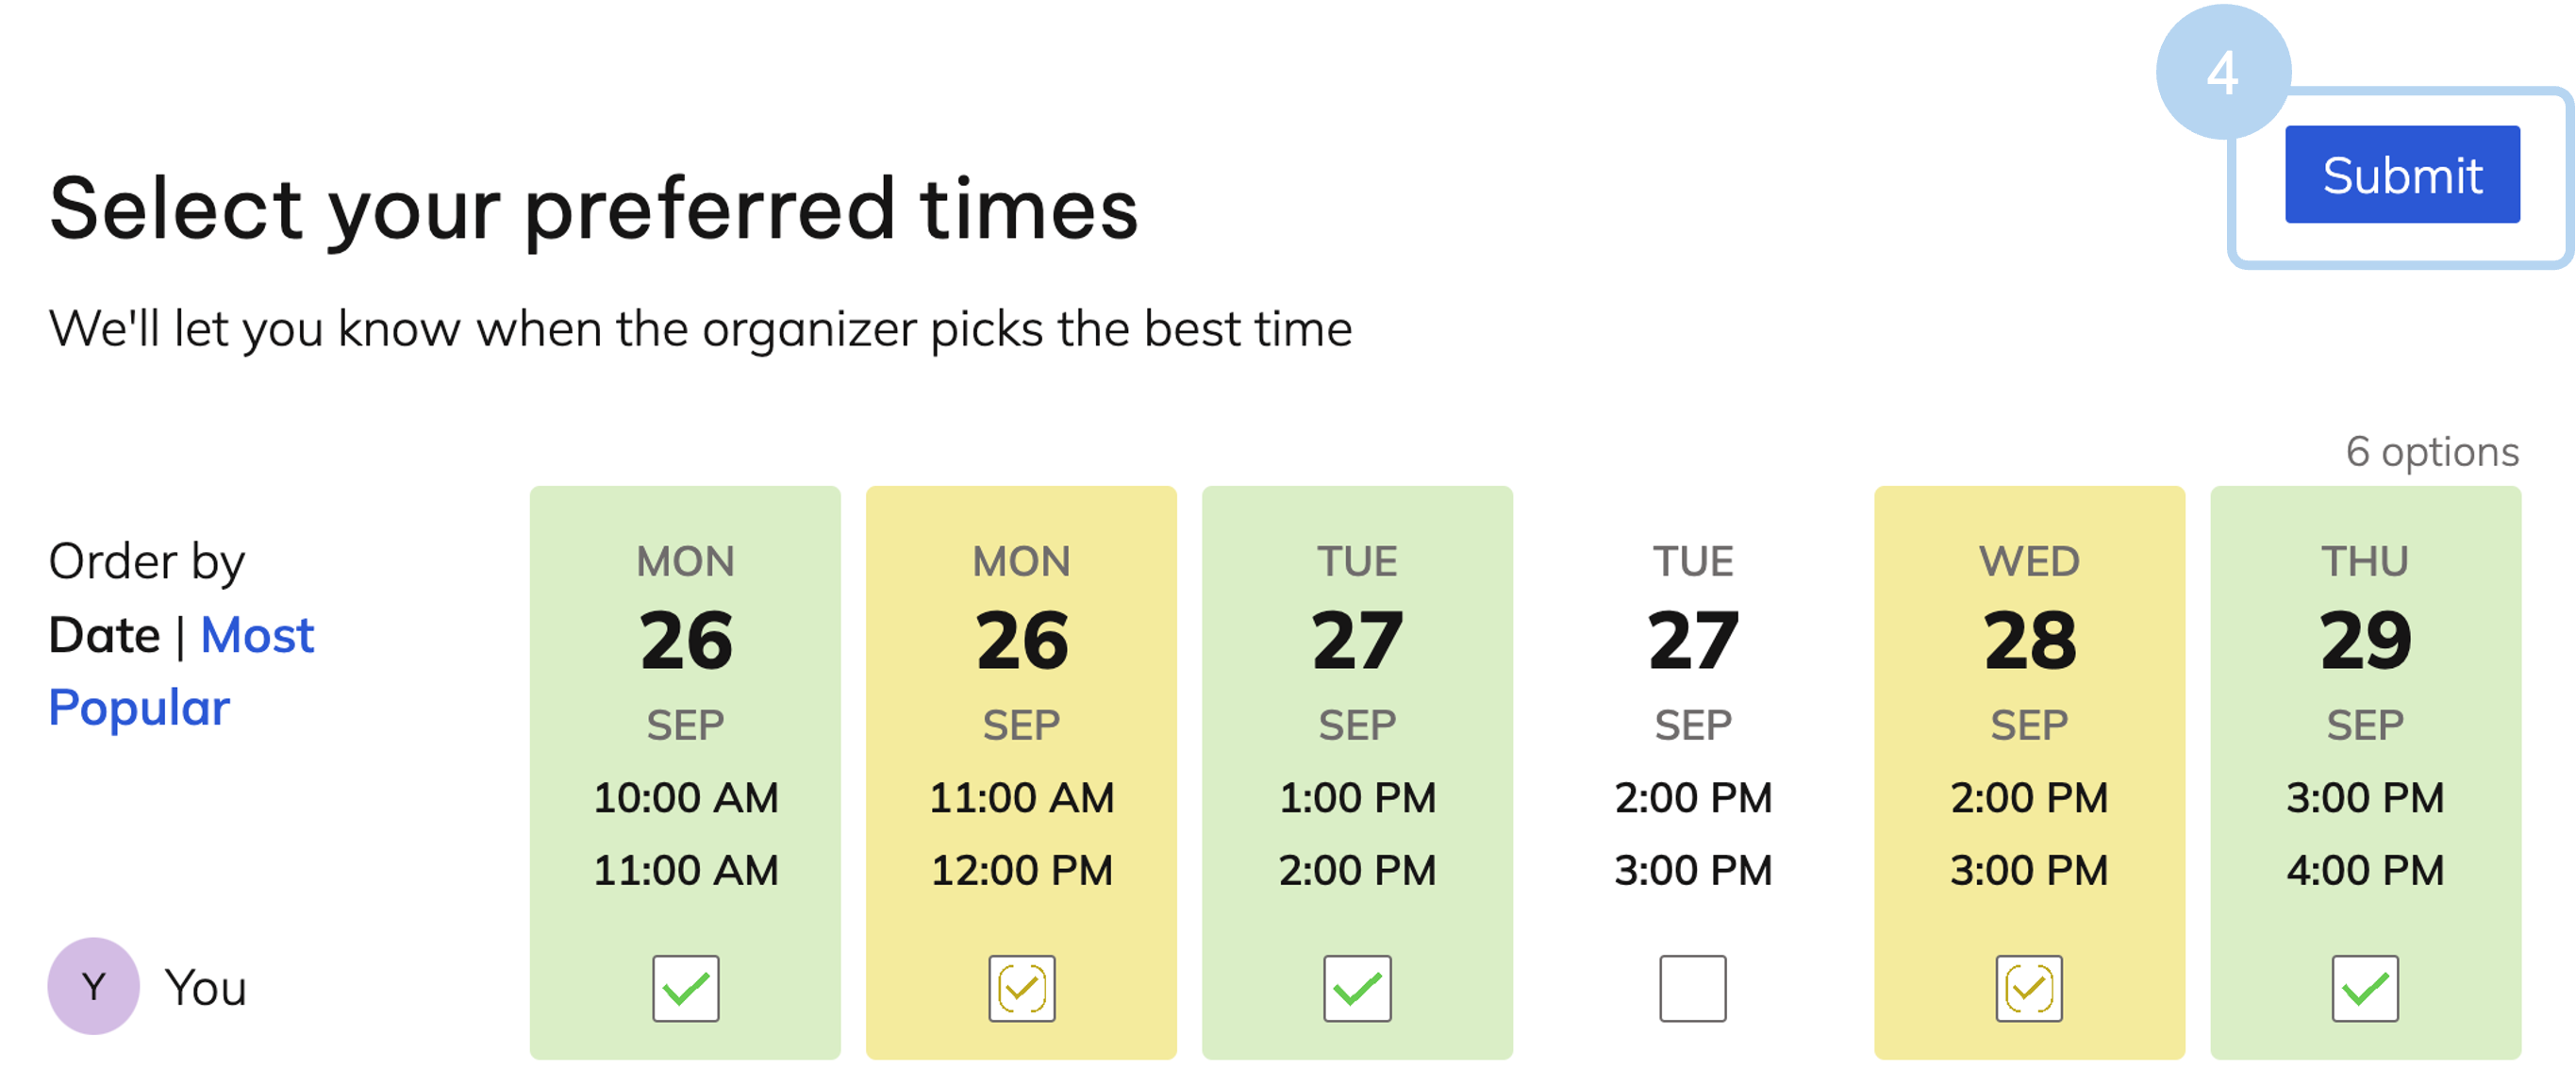 4
Submit
Select your preferred times
We'll let you know when the organizer picks the best time
6 options
Order by
Date | Most
Popular
MON
26
SEP
10:00 AM
11:00 AM
MON
26
SEP
11:00 AM
12:00 PM
TUE
27
SEP
1:00 PM
2:00 PM
TUE
27
SEP
2:00 PM
3:00 PM
WED
28
SEP
2:00 PM
3:00 PM
THU
29
SEP
3:00 PM
4:00 PM
Y You